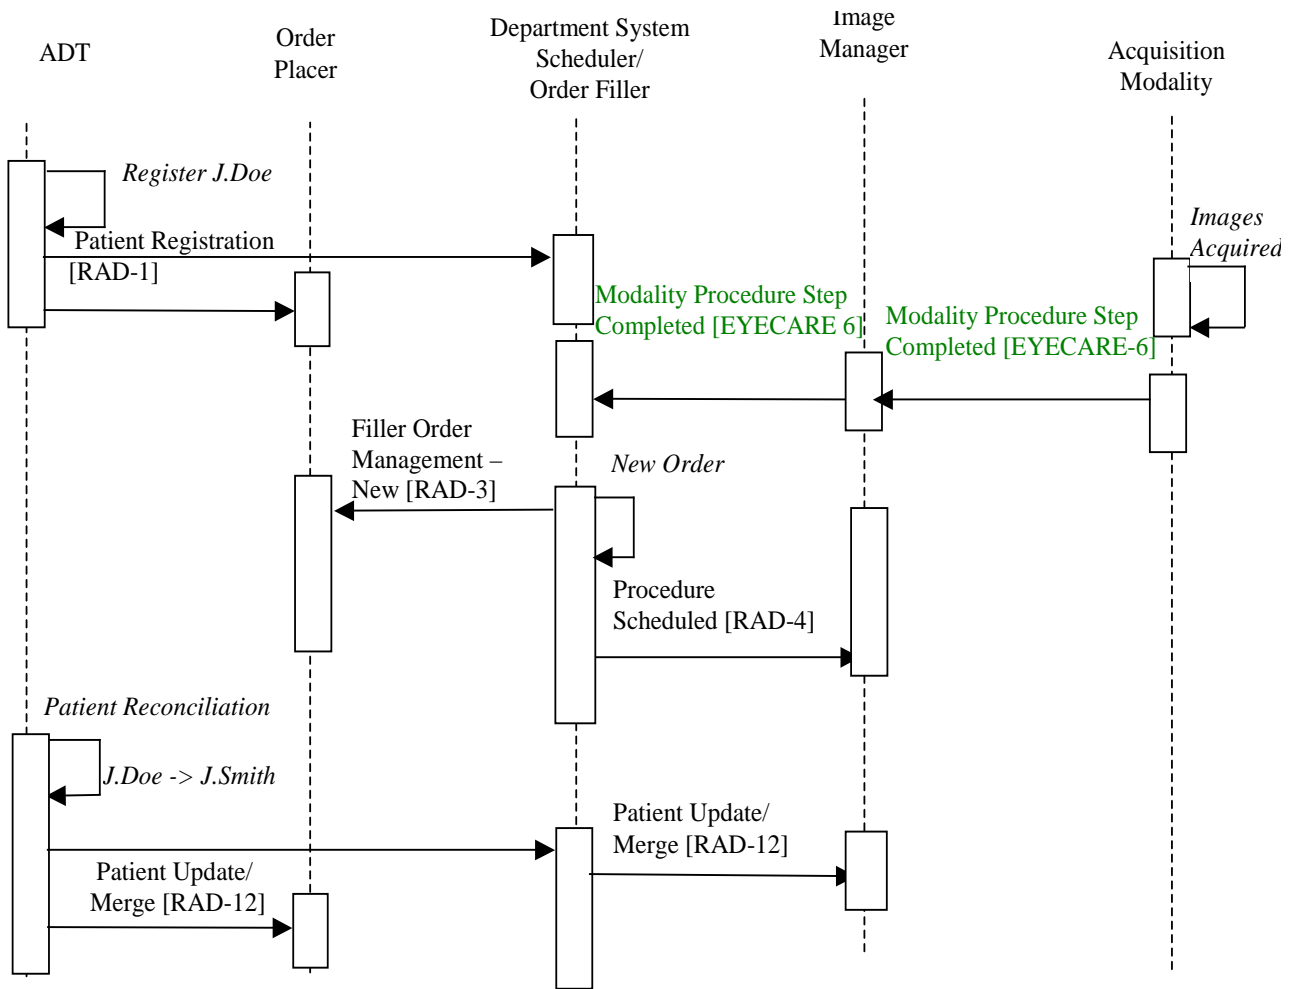 ADT
Order
Placer
Department System
Scheduler/
Order Filler
Image
Manager
Acquisition
Modality
Register J.Doe
Images
Acquired
Patient Registration
[RAD-1]
Modality Procedure Step
Completed [EYECARE 6]
Modality Procedure Step
Completed [EYECARE-6]
Filler Order
Management –
New [RAD-3]
New Order
Procedure
Scheduled [RAD-4]
Patient Reconciliation
J.Doe -> J.Smith
Patient Update/
Merge [RAD-12]
Patient Update/
Merge [RAD-12]